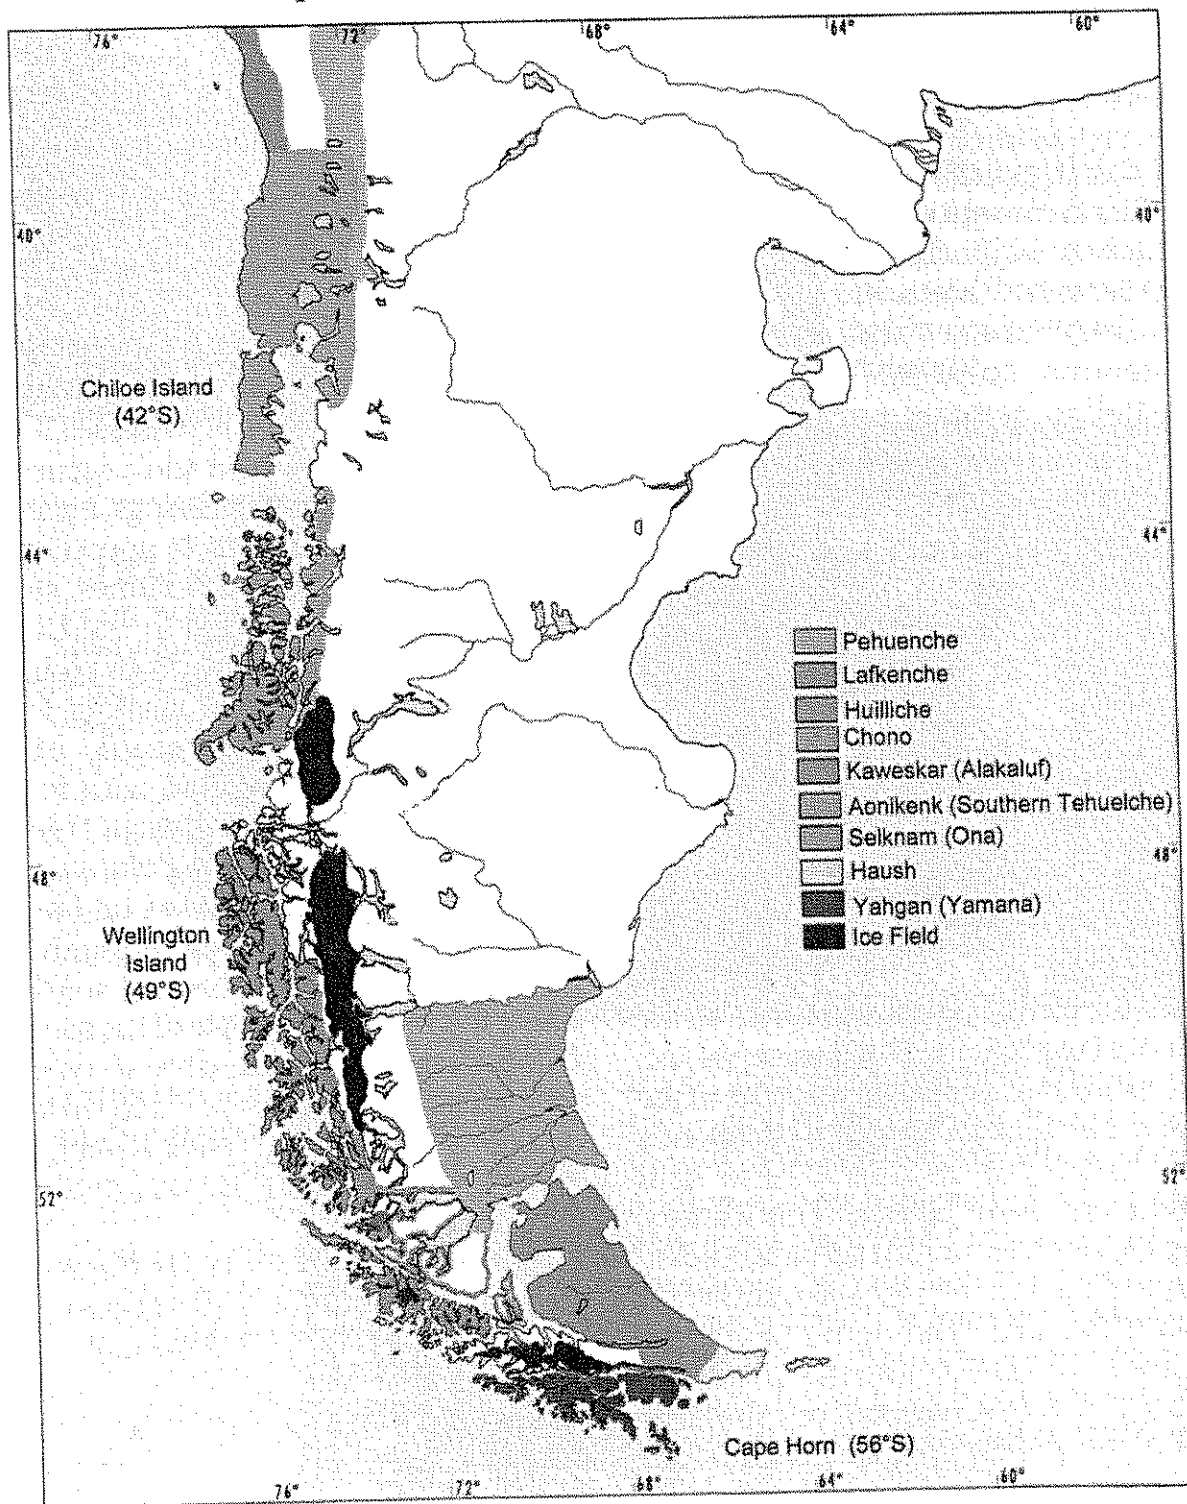 76°
72°
68°
64°
60°
40°
40°
Chiloe Island
(42°S)
44°
44°
Pehuenche
Lafkenche
Huilliche
Chono
Kaweskar (Alakaluf)
Aonikenk (Southern Tehuelche)
Selknam (Ona)
Haush
Yahgan (Yamana)
Ice Field
48°
48°
Wellington
Island
(49°S)
52°
52°
Cape Horn (56°S)
76°
72°
68°
64°
60°